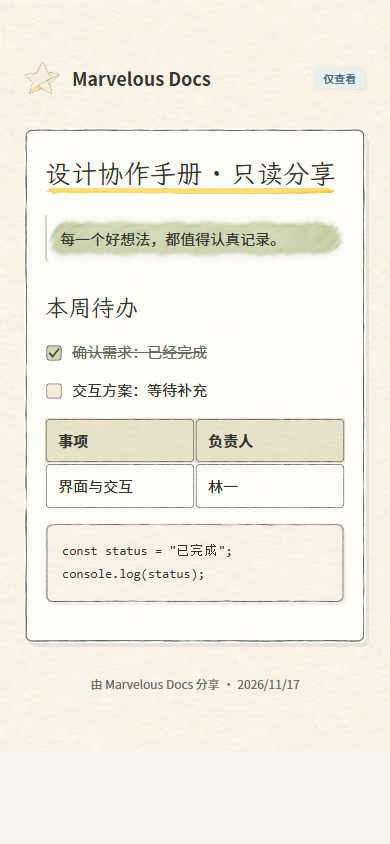 Marvelous Docs
仅查看
设计协作手册 · 只读分享
每一个好想法，都值得认真记录。
本周待办
确认需求：已经完成
交互方案：等待补充
事项 负责人
界面与交互 林一
const status = "已完成";
console.log(status);
由 Marvelous Docs 分享 · 2026/11/17